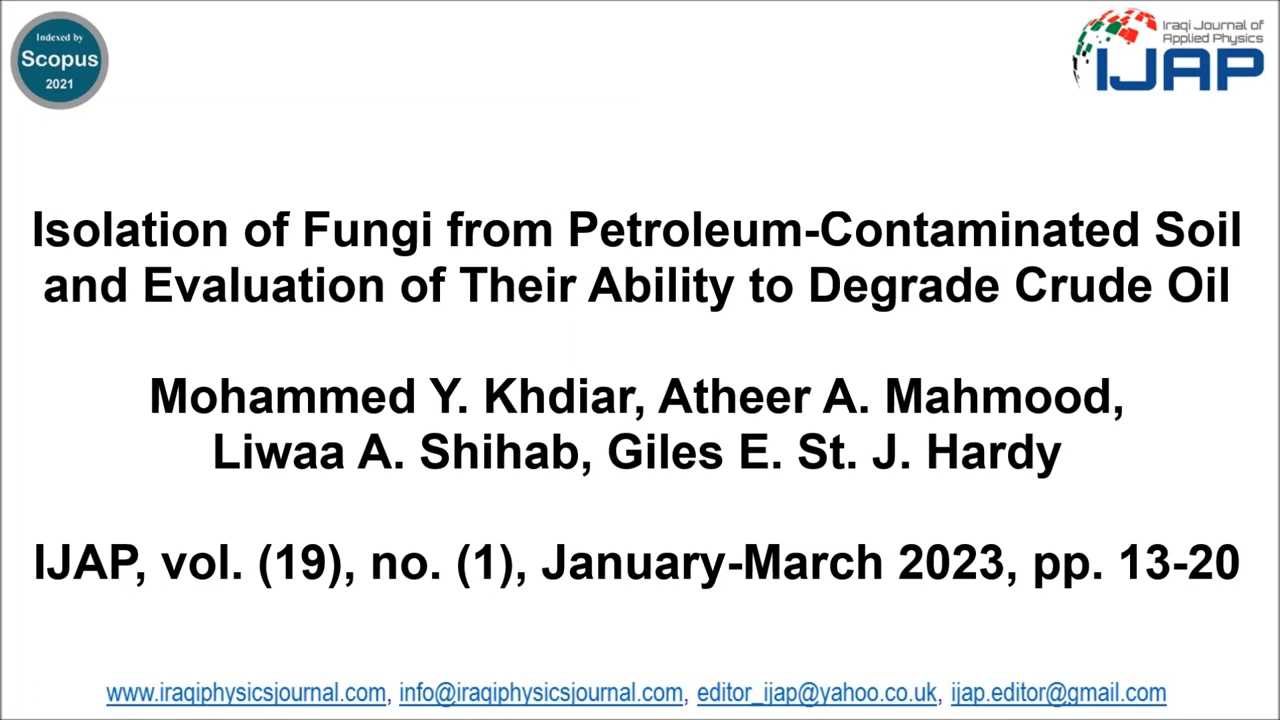 Indexed by
Scopus
2021
Iraqi Journal of
Applied Physics
IJAP
Isolation of Fungi from Petroleum-Contaminated Soil
and Evaluation of Their Ability to Degrade Crude Oil
Mohammed Y. Khdiar, Atheer A. Mahmood,
Liwaa A. Shihab, Giles E. St. J. Hardy
IJAP, vol. (19), no. (1), January-March 2023, pp. 13-20
www.iraqiphysicsjournal.com, info@iraqiphysicsjournal.com, editor_ijap@yahoo.co.uk, ijap.editor@gmail.com